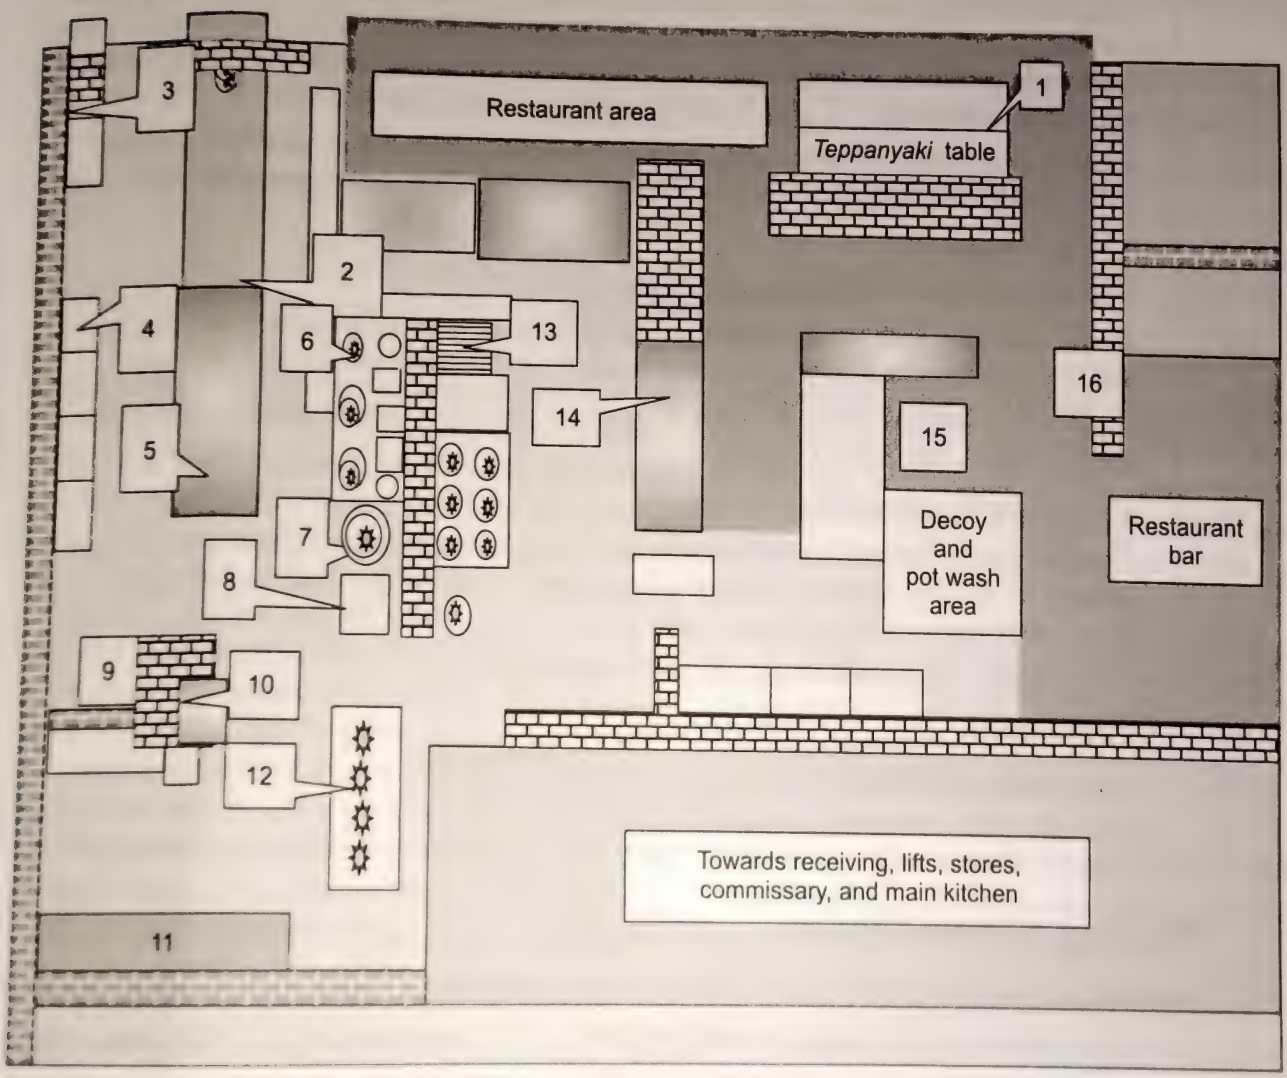 1
3
Restaurant area
Teppanyaki table
2
4
6
13
16
14
15
5
7
Decoy
and
pot wash
area
Restaurant
bar
8
9
10
12
Towards receiving, lifts, stores,
commissary, and main kitchen
11